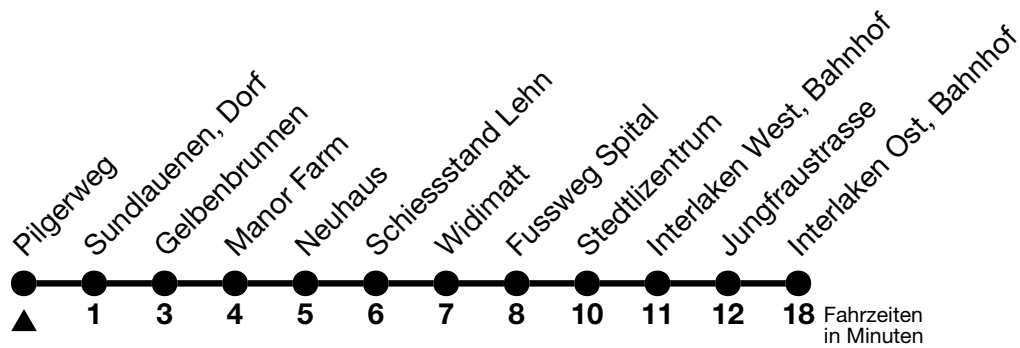 Pilgerweg
Sundlauenen, Dorf
Gelbenbrunnen
Manor Farm
Neuhaus
Schiessstand Lehn
Widimatt
Fussweg Spital
Stedtlizentrum
Interlaken West, Bahnhof
Jungfraustrasse
Interlaken Ost, Bahnhof
1 3 4 5 6 7 8 10 11 12 18 Fahrzeiten
in Minuten